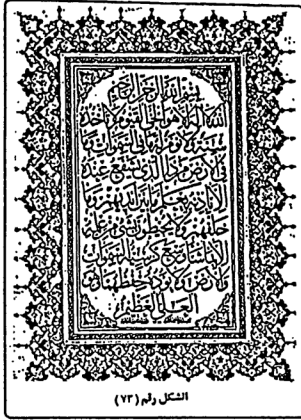 بسم الله الرحمن الرحيم
الله لا إله إلا هو الحي القيوم لا تأخذه
سنة ولا نوم له ما في السموات وما
في الأرض من ذا الذي يشفع عنده
إلا بإذنه يعلم ما بين أيديهم وما
خلفهم ولا يحيطون بشيء من علمه
إلا بما شاء وسع كرسيه السموات
والأرض ولا يؤده حفظهما وهو
العلي العظيم
الشكل رقم (٧٣)